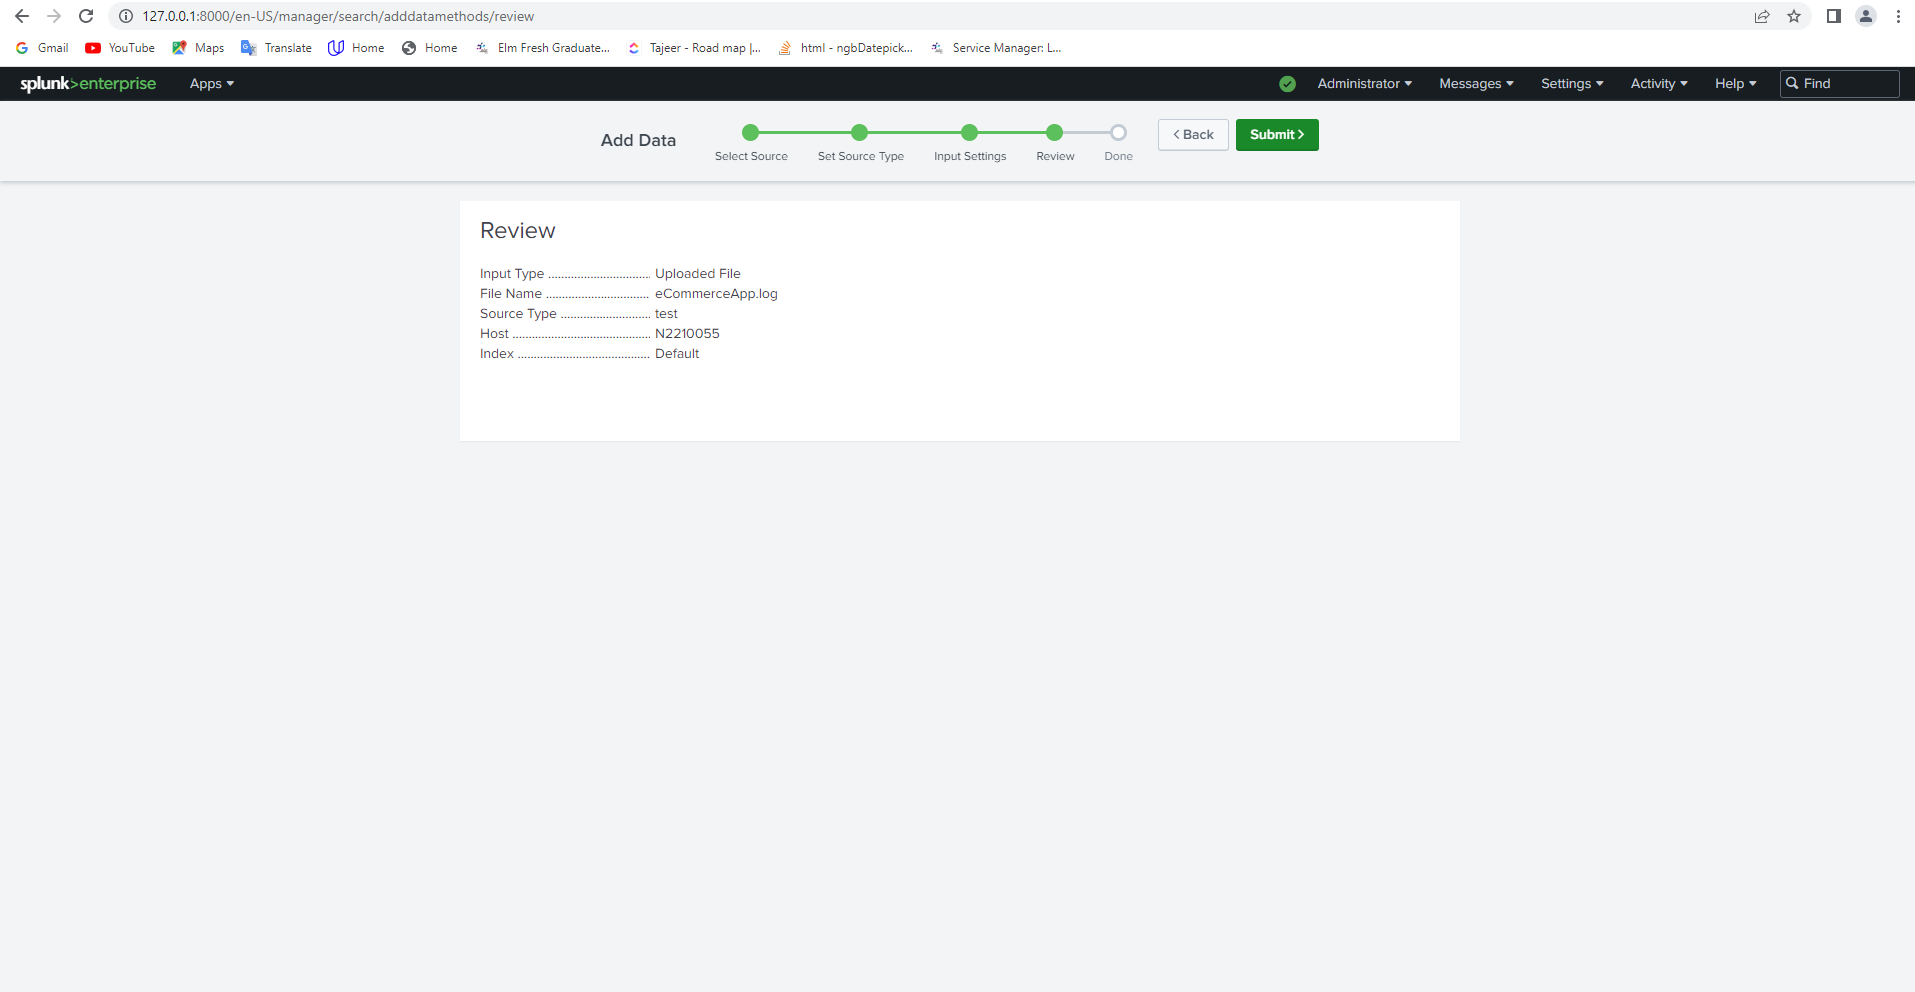 127.0.0.1:8000/en-US/manager/search/adddatamethods/review
Gmail YouTube Maps Translate Home Home Elm Fresh Graduate... Tajeer - Road map |... html - ngbDatepick... Service Manager: L...
splunk>enterprise Apps Administrator Messages Settings Activity Help Find
Add Data Select Source Set Source Type Input Settings Review Done < Back Submit >
Review
Input Type ................................ Uploaded File
File Name ................................ eCommerceApp.log
Source Type ............................ test
Host .......................................... N2210055
Index ......................................... Default